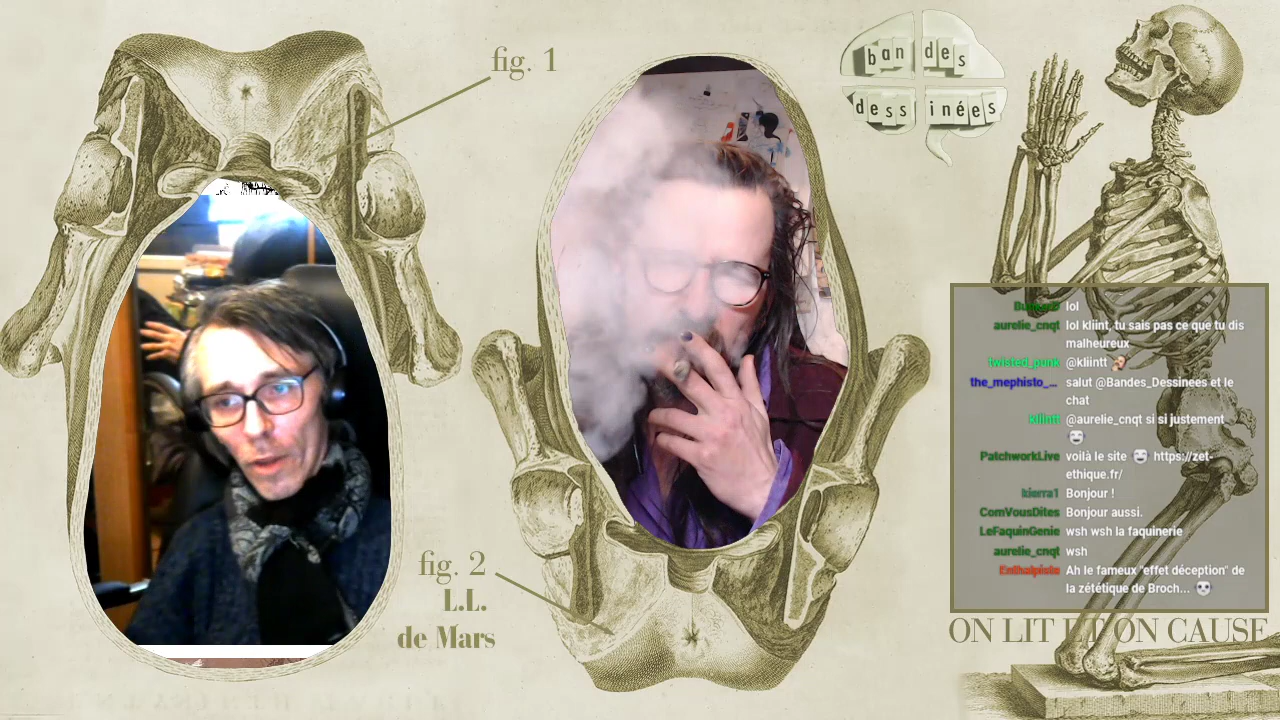 fig. 1
ban des
dess inées
lol
aurelie_cnqt lol kliint, tu sais pas ce que tu dis
malheureux
twisted_punk @kliintt
the_mephisto_... salut @Bandes_Dessinees et le
chat
kliintt @aurelie_cnqt si si justement
PatchworkLive voilà le site https://zet-
ethique.fr/
kierra1 Bonjour !
ComVousDites Bonjour aussi.
LeFaquinGenie wsh wsh la faquinerie
aurelie_cnqt wsh
Enthalpiste Ah le fameux "effet déception" de
la zététique de Broch...
fig. 2
L.L.
de Mars
ON LIT ET ON CAUSE